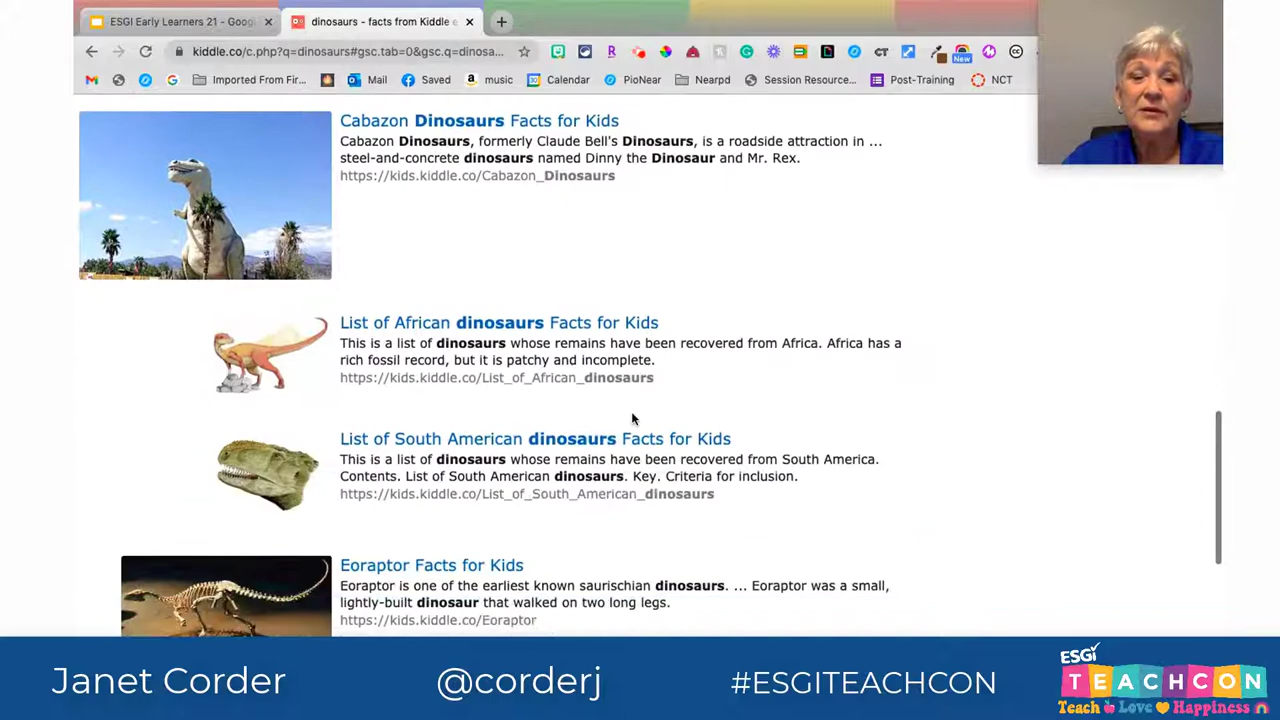 ESGI Early Learners 21 - Goog
dinosaurs - facts from Kiddle e
kiddle.co/c.php?q=dinosaurs#gsc.tab=0&gsc.q=dinosa...
CT
New
Imported From Fir...
Mail
Saved
music
Calendar
PioNear
Nearpd
Session Resource...
Post-Training
NCT
Cabazon Dinosaurs Facts for Kids
Cabazon Dinosaurs, formerly Claude Bell's Dinosaurs, is a roadside attraction in ...
steel-and-concrete dinosaurs named Dinny the Dinosaur and Mr. Rex.
https://kids.kiddle.co/Cabazon_Dinosaurs
List of African dinosaurs Facts for Kids
This is a list of dinosaurs whose remains have been recovered from Africa. Africa has a
rich fossil record, but it is patchy and incomplete.
https://kids.kiddle.co/List_of_African_dinosaurs
List of South American dinosaurs Facts for Kids
This is a list of dinosaurs whose remains have been recovered from South America.
Contents. List of South American dinosaurs. Key. Criteria for inclusion.
https://kids.kiddle.co/List_of_South_American_dinosaurs
Eoraptor Facts for Kids
Eoraptor is one of the earliest known saurischian dinosaurs. ... Eoraptor was a small,
lightly-built dinosaur that walked on two long legs.
https://kids.kiddle.co/Eoraptor
Janet Corder
@corderj
#ESGITEACHCON
ESGi
TEACHCON
Teach Love Happiness